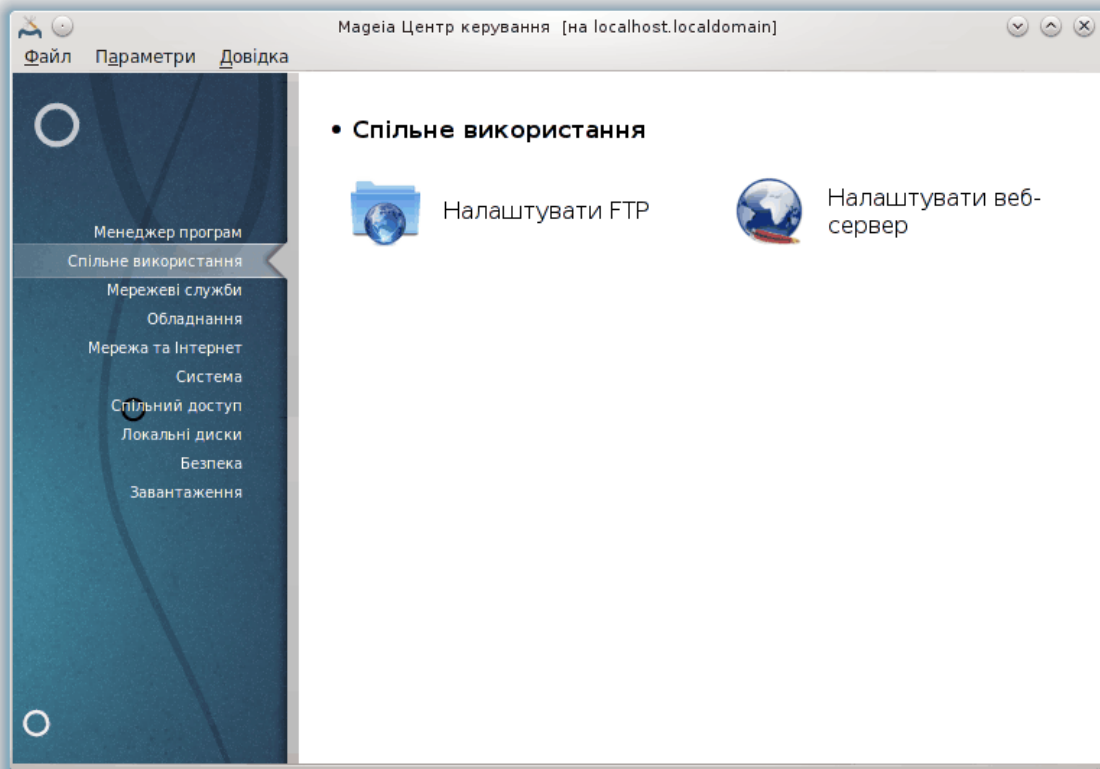 Mageia Центр керування [на localhost.localdomain]
Файл Параметри Довідка
Менеджер програм
Спільне використання
Мережеві служби
Обладнання
Мережа та Інтернет
Система
Спільний доступ
Локальні диски
Безпека
Завантаження
• Спільне використання
Налаштувати FTP
Налаштувати веб-
сервер